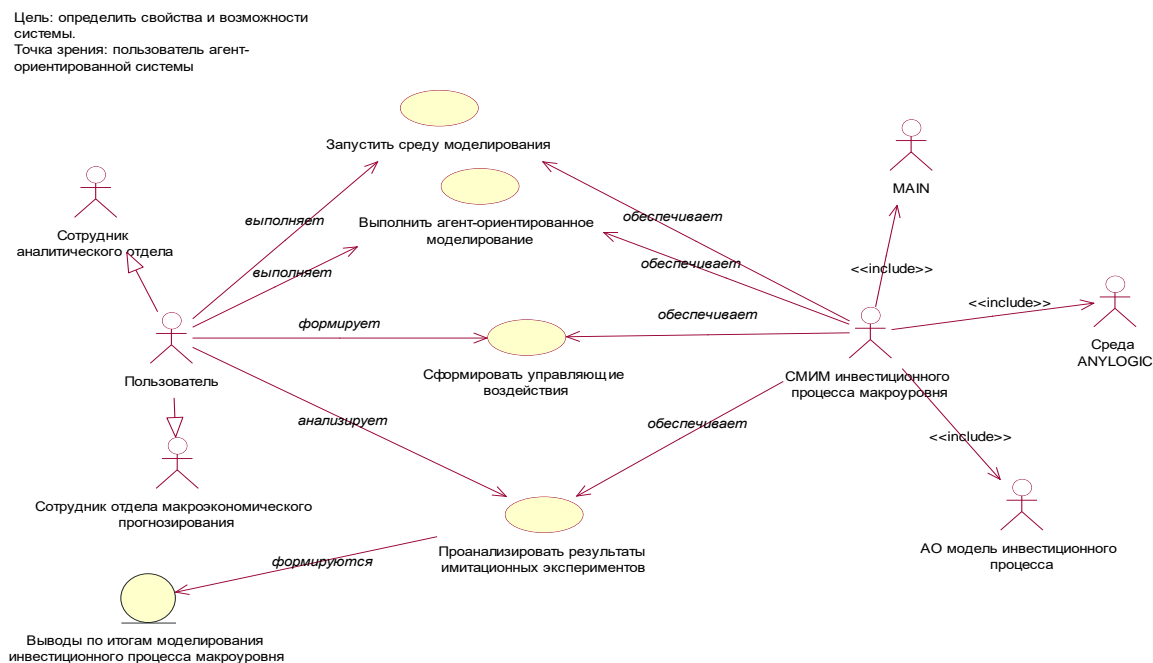 Цель: определить свойства и возможности
системы.
Точка зрения: пользователь агент-
ориентированной системы
Запустить среду моделирования
MAIN
Выполнить агент-ориентированное
моделирование
выполняет
обеспечивает
Сотрудник
аналитического отдела
выполняет
обеспечивает
<<include>>
<<include>>
формирует
обеспечивает
Среда
ANYLOGIC
Пользователь
Сформировать управляющие
воздействия
СМИМ инвестиционного
процесса макроуровня
анализирует
обеспечивает
<<include>>
Сотрудник отдела макроэкономического
прогнозирования
Проанализировать результаты
имитационных экспериментов
АО модель инвестиционного
процесса
формируются
Выводы по итогам моделирования
инвестиционного процесса макроуровня